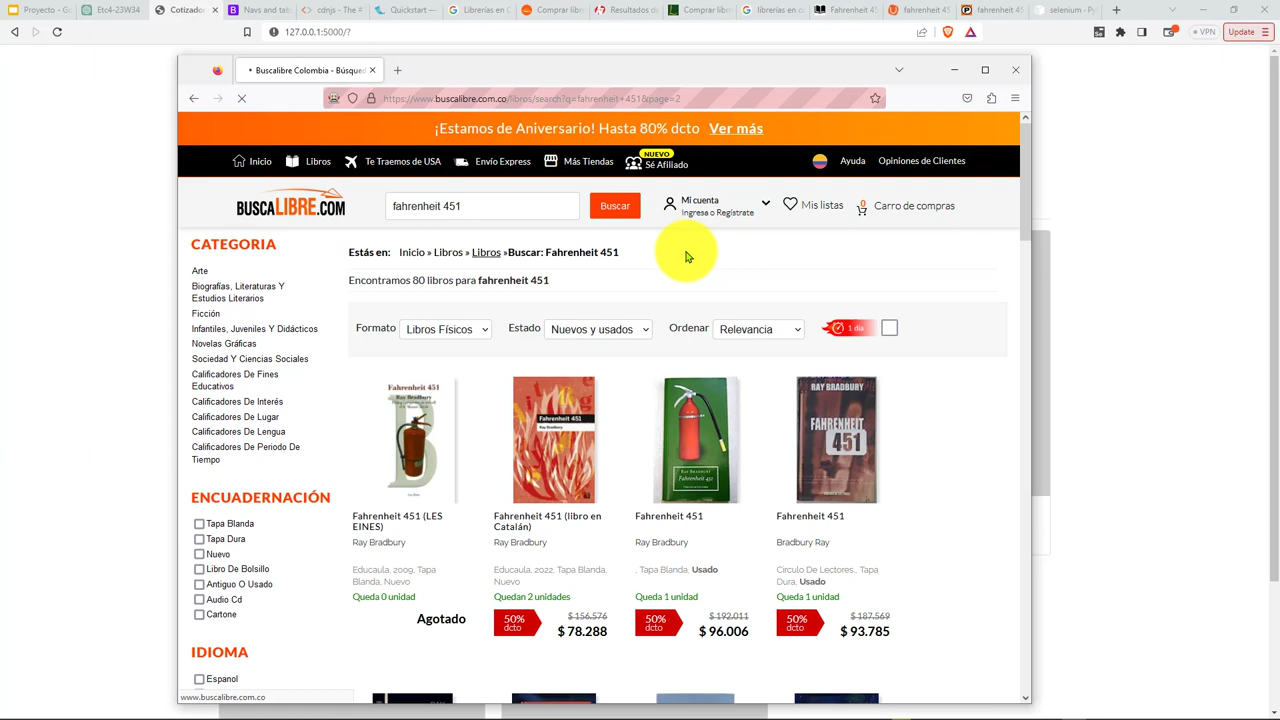 Proyecto - G
Etc4-23W34
Cotizador
Navs and tab
cdnjs - The #
Quickstart —
Librerías en C
Comprar libr
Resultados de
Comprar libr
librerías en c
Fahrenheit 45
fahrenheit 45
fahrenheit 45
selenium - Py
127.0.0.1:5000/?
VPN
Update
Buscalibre Colombia - Búsqued
https://www.buscalibre.com.co/libros/search?q=fahrenheit+451&page=2
¡Estamos de Aniversario! Hasta 80% dcto Ver más
NUEVO
Inicio Libros Te Traemos de USA Envío Express Más Tiendas Sé Afiliado Ayuda Opiniones de Clientes
BUSCALIBRE.COM
fahrenheit 451
Buscar
Mi cuenta
Ingresa o Regístrate
Mis listas
0
Carro de compras
CATEGORIA
Arte
Biografías, Literaturas Y
Estudios Literarios
Ficción
Infantiles, Juveniles Y Didácticos
Novelas Gráficas
Sociedad Y Ciencias Sociales
Calificadores De Fines
Educativos
Calificadores De Interés
Calificadores De Lugar
Calificadores De Lengua
Calificadores De Periodo De
Tiempo
ENCUADERNACIÓN
Tapa Blanda
Tapa Dura
Nuevo
Libro De Bolsillo
Antiguo O Usado
Audio Cd
Cartone
IDIOMA
Espanol
Estás en: Inicio » Libros » Libros »Buscar: Fahrenheit 451
Encontramos 80 libros para fahrenheit 451
Formato Libros Físicos Estado Nuevos y usados Ordenar Relevancia 1 día
Fahrenheit 451
Ray Bradbury
Fahrenheit 451 (LES
EINES)
Ray Bradbury
Educaula, 2009, Tapa
Blanda, Nuevo
Queda 0 unidad
Agotado
Fahrenheit 451
Ray Bradbury
Fahrenheit 451 (libro en
Catalán)
Ray Bradbury
Educaula, 2022, Tapa Blanda,
Nuevo
Quedan 2 unidades
50%
dcto
$ 156.576
$ 78.288
RAY BRADBURY
Fahrenheit 451
Fahrenheit 451
Ray Bradbury
, Tapa Blanda, Usado
Queda 1 unidad
50%
dcto
$ 192.011
$ 96.006
RAY BRADBURY
FAHRENHEIT
451
Fahrenheit 451
Bradbury Ray
Circulo De Lectores., Tapa
Dura, Usado
Queda 1 unidad
50%
dcto
$ 187.569
$ 93.785
www.buscalibre.com.co